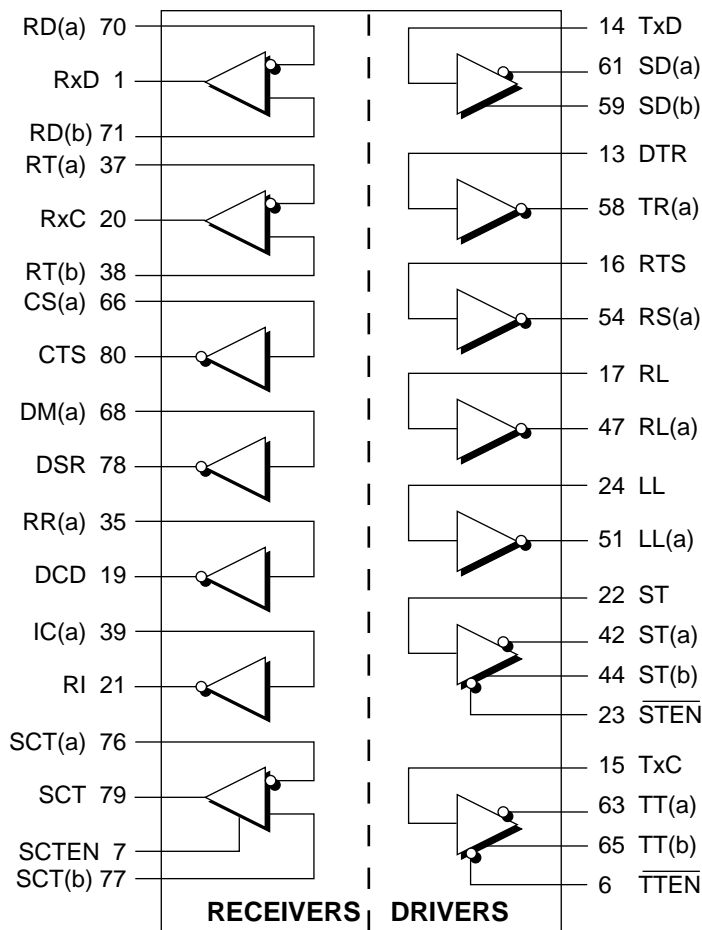 RD(a) 70
RxD 1
RD(b) 71
RT(a) 37
RxC 20
RT(b) 38
CS(a) 66
CTS 80
DM(a) 68
DSR 78
RR(a) 35
DCD 19
IC(a) 39
RI 21
SCT(a) 76
SCT 79
SCTEN 7
SCT(b) 77
RECEIVERS
14 TxD
61 SD(a)
59 SD(b)
13 DTR
58 TR(a)
16 RTS
54 RS(a)
17 RL
47 RL(a)
24 LL
51 LL(a)
22 ST
42 ST(a)
44 ST(b)
23 S̅T̅E̅N̅
15 TxC
63 TT(a)
65 TT(b)
6 T̅T̅E̅N̅
DRIVERS